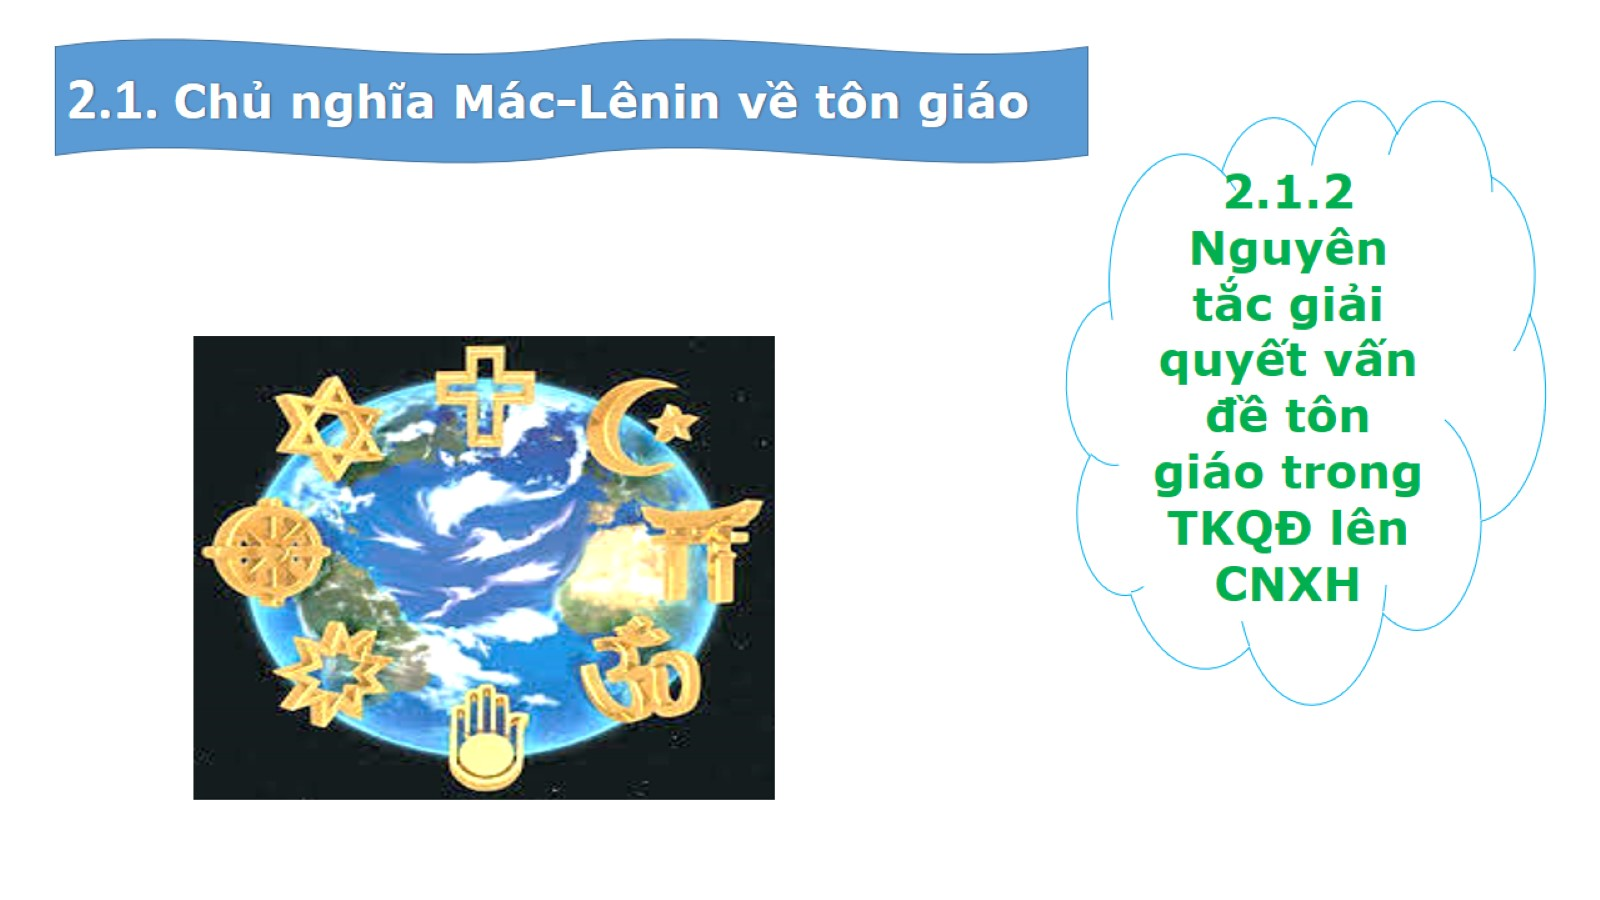 2.1. Chủ nghĩa Mác-Lênin về tôn giáo
2.1.2
Nguyên
tắc giải
quyết vấn
đề tôn
giáo trong
TKQĐ lên
CNXH